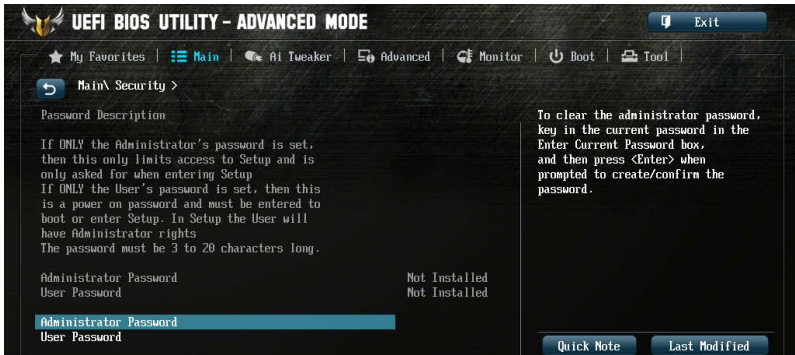 UEFI BIOS UTILITY – ADVANCED MODE
Exit
My Favorites | Main | Ai Tweaker | Advanced | Monitor | Boot | Tool |
Main\ Security >
Password Description
If ONLY the Administrator's password is set,
then this only limits access to Setup and is
only asked for when entering Setup
If ONLY the User's password is set, then this
is a power on password and must be entered to
boot or enter Setup. In Setup the User will
have Administrator rights
The password must be 3 to 20 characters long.
Administrator Password Not Installed
User Password Not Installed
Administrator Password
User Password
To clear the administrator password,
key in the current password in the
Enter Current Password box,
and then press <Enter> when
prompted to create/confirm the
password.
Quick Note
Last Modified